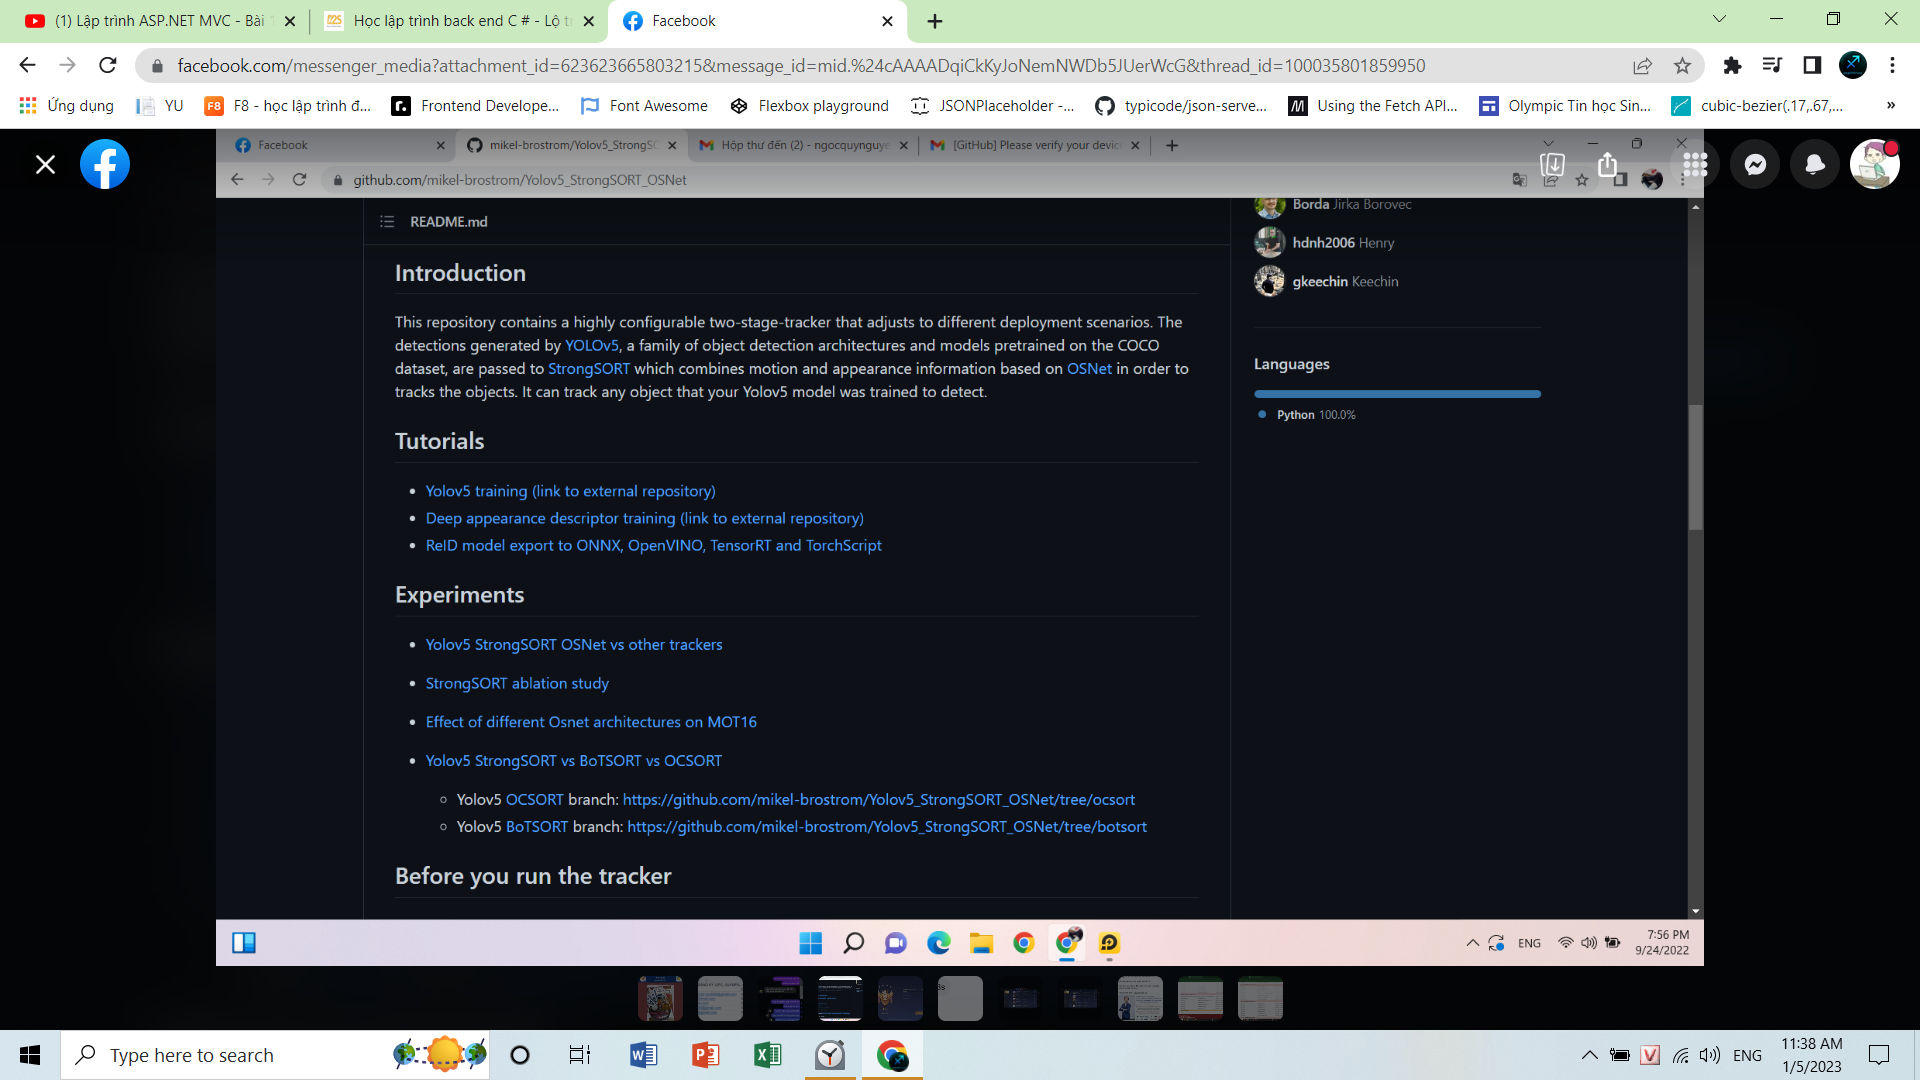 (1) Lập trình ASP.NET MVC - Bài
Học lập trình back end C # - Lộ t
Facebook
facebook.com/messenger_media?attachment_id=623623665803215&message_id=mid.%24cAAAADqiCkKyJoNemNWDb5JUerWcG&thread_id=100035801859950
Ứng dụng
YU
F8 - học lập trình đ...
Frontend Develope...
Font Awesome
Flexbox playground
JSONPlaceholder -...
typicode/json-serve...
Using the Fetch API...
Olympic Tin học Sin...
cubic-bezier(.17,.67,...
»
Facebook
mikel-brostrom/Yolov5_StrongSO
Hộp thư đến (2) - ngocquynguye
[GitHub] Please verify your devic
github.com/mikel-brostrom/Yolov5_StrongSORT_OSNet
README.md
Borda Jirka Borovec
hdnh2006 Henry
gkeechin Keechin
Languages
Python 100.0%
Introduction
This repository contains a highly configurable two-stage-tracker that adjusts to different deployment scenarios. The
detections generated by YOLOv5, a family of object detection architectures and models pretrained on the COCO
dataset, are passed to StrongSORT which combines motion and appearance information based on OSNet in order to
tracks the objects. It can track any object that your Yolov5 model was trained to detect.
Tutorials
• Yolov5 training (link to external repository)
• Deep appearance descriptor training (link to external repository)
• ReID model export to ONNX, OpenVINO, TensorRT and TorchScript
Experiments
• Yolov5 StrongSORT OSNet vs other trackers
• StrongSORT ablation study
• Effect of different Osnet architectures on MOT16
• Yolov5 StrongSORT vs BoTSORT vs OCSORT
◦ Yolov5 OCSORT branch: https://github.com/mikel-brostrom/Yolov5_StrongSORT_OSNet/tree/ocsort
◦ Yolov5 BoTSORT branch: https://github.com/mikel-brostrom/Yolov5_StrongSORT_OSNet/tree/botsort
Before you run the tracker
ENG
7:56 PM
9/24/2022
Type here to search
ENG
11:38 AM
1/5/2023